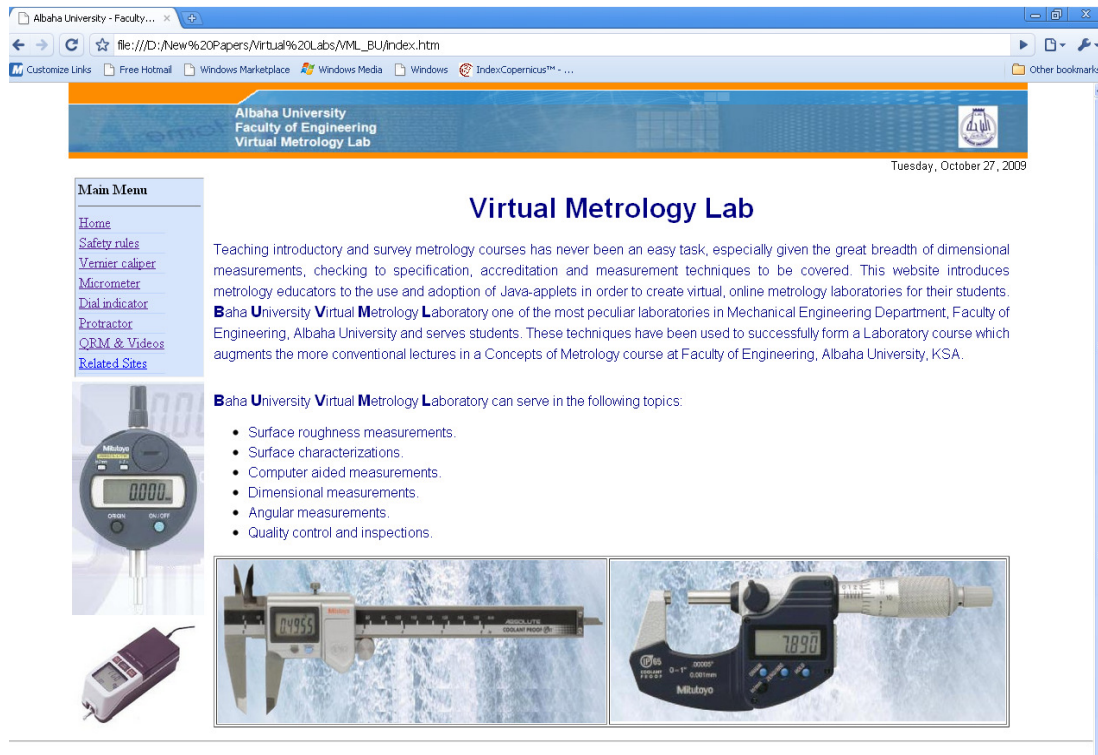 Albaha University - Faculty...
file:///D:/New%20Papers/Virtual%20Labs/VML_BU/index.htm
Customize Links Free Hotmail Windows Marketplace Windows Media Windows IndexCopernicus™ - ... Other bookmarks
Albaha University
Faculty of Engineering
Virtual Metrology Lab
Tuesday, October 27, 2009
Main Menu
Home
Safety rules
Vernier caliper
Micrometer
Dial indicator
Protractor
QRM & Videos
Related Sites
Virtual Metrology Lab
Teaching introductory and survey metrology courses has never been an easy task, especially given the great breadth of dimensional
measurements, checking to specification, accreditation and measurement techniques to be covered. This website introduces
metrology educators to the use and adoption of Java-applets in order to create virtual, online metrology laboratories for their students.
Baha University Virtual Metrology Laboratory one of the most peculiar laboratories in Mechanical Engineering Department, Faculty of
Engineering, Albaha University and serves students. These techniques have been used to successfully form a Laboratory course which
augments the more conventional lectures in a Concepts of Metrology course at Faculty of Engineering, Albaha University, KSA.
Baha University Virtual Metrology Laboratory can serve in the following topics:
• Surface roughness measurements.
• Surface characterizations.
• Computer aided measurements.
• Dimensional measurements.
• Angular measurements.
• Quality control and inspections.
Mitutoyo
0.000
ORIGIN ON/OFF
0.4955
Mitutoyo
ABSOLUTE
COOLANT PROOF
7.890
IP65
COOLANT PROOF
0-1" .00005"
0.001mm
Mitutoyo